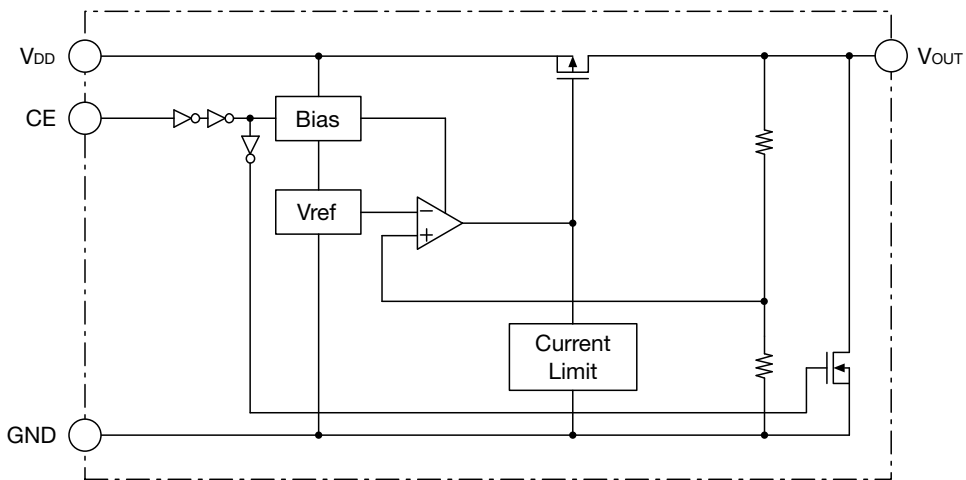 VDD
VOUT
CE
Bias
Vref
−
+
Current
Limit
GND